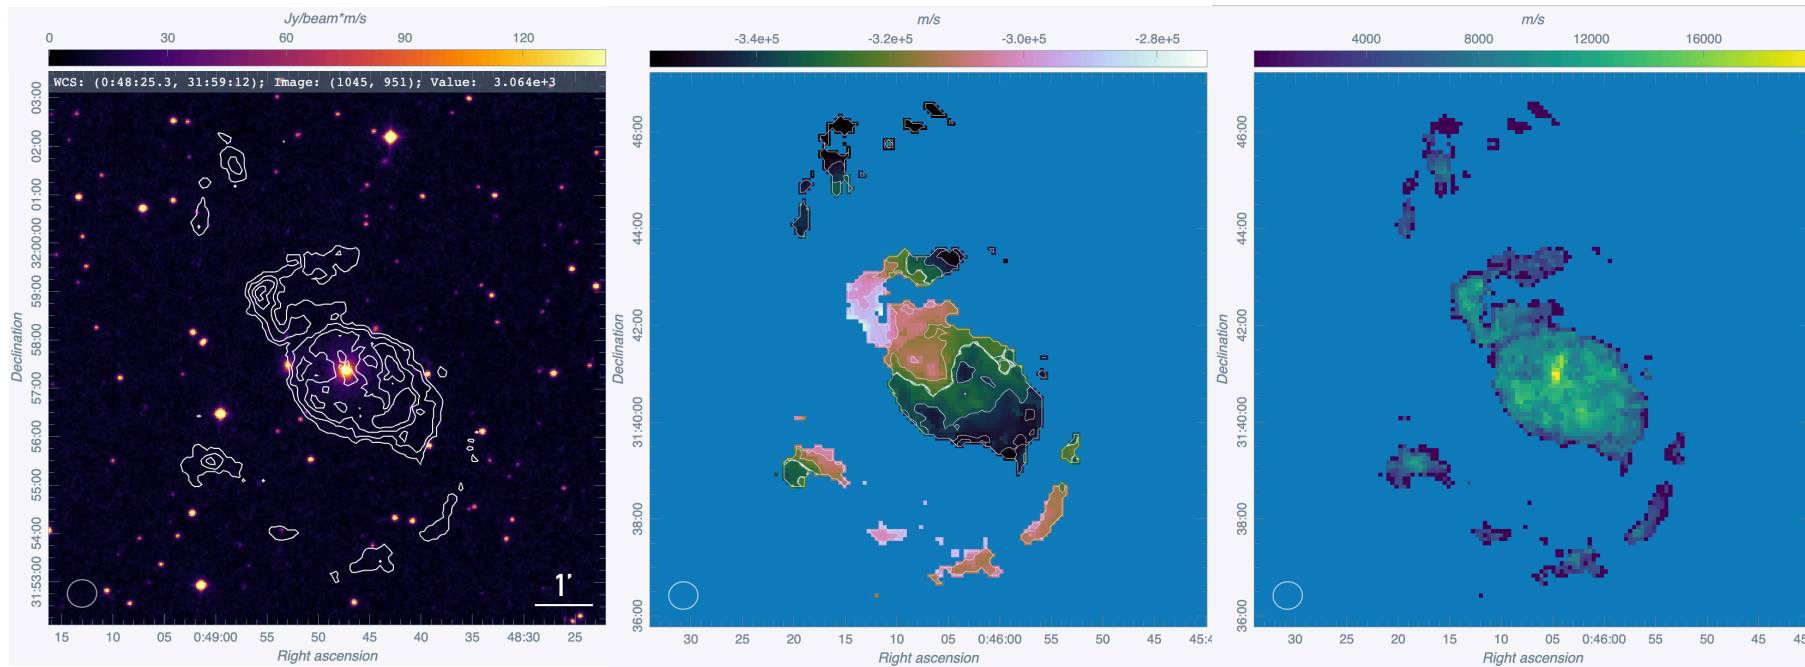 Jy/beam*m/s
0 30 60 90 120
WCS: (0:48:25.3, 31:59:12); Image: (1045, 951); Value: 3.064e+3
Declination
03:00
02:00
01:00
32:00:00
59:00
58:00
57:00
56:00
55:00
54:00
31:53:00
1'
15 10 05 0:49:00 55 50 45 40 35 0:48:30 25
Right ascension
m/s
-3.4e+5 -3.2e+5 -3.0e+5 -2.8e+5
Declination
46:00
44:00
42:00
31:40:00
38:00
36:00
30 25 20 15 10 05 0:46:00 55 50 45 45:4
Right ascension
m/s
4000 8000 12000 16000
Declination
46:00
44:00
42:00
31:40:00
38:00
36:00
30 25 20 15 10 05 0:46:00 55 50 45
Right ascension